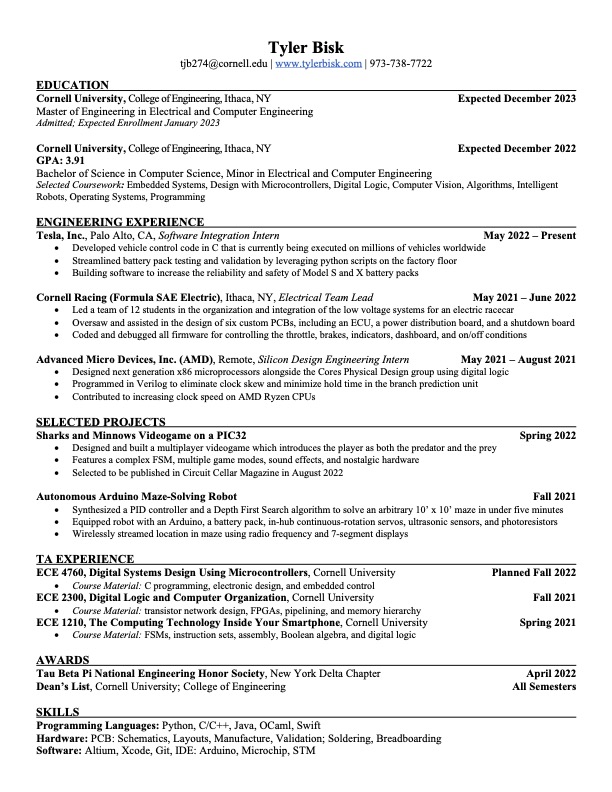 Tyler Bisk
tjb274@cornell.edu | www.tylerbisk.com | 973-738-7722
EDUCATION
Cornell University, College of Engineering, Ithaca, NY Expected December 2023
Master of Engineering in Electrical and Computer Engineering
Admitted; Expected Enrollment January 2023
Cornell University, College of Engineering, Ithaca, NY Expected December 2022
GPA: 3.91
Bachelor of Science in Computer Science, Minor in Electrical and Computer Engineering
Selected Coursework: Embedded Systems, Design with Microcontrollers, Digital Logic, Computer Vision, Algorithms, Intelligent
Robots, Operating Systems, Programming
ENGINEERING EXPERIENCE
Tesla, Inc., Palo Alto, CA, Software Integration Intern May 2022 – Present
• Developed vehicle control code in C that is currently being executed on millions of vehicles worldwide
• Streamlined battery pack testing and validation by leveraging python scripts on the factory floor
• Building software to increase the reliability and safety of Model S and X battery packs
Cornell Racing (Formula SAE Electric), Ithaca, NY, Electrical Team Lead May 2021 – June 2022
• Led a team of 12 students in the organization and integration of the low voltage systems for an electric racecar
• Oversaw and assisted in the design of six custom PCBs, including an ECU, a power distribution board, and a shutdown board
• Coded and debugged all firmware for controlling the throttle, brakes, indicators, dashboard, and on/off conditions
Advanced Micro Devices, Inc. (AMD), Remote, Silicon Design Engineering Intern May 2021 – August 2021
• Designed next generation x86 microprocessors alongside the Cores Physical Design group using digital logic
• Programmed in Verilog to eliminate clock skew and minimize hold time in the branch prediction unit
• Contributed to increasing clock speed on AMD Ryzen CPUs
SELECTED PROJECTS
Sharks and Minnows Videogame on a PIC32 Spring 2022
• Designed and built a multiplayer videogame which introduces the player as both the predator and the prey
• Features a complex FSM, multiple game modes, sound effects, and nostalgic hardware
• Selected to be published in Circuit Cellar Magazine in August 2022
Autonomous Arduino Maze-Solving Robot Fall 2021
• Synthesized a PID controller and a Depth First Search algorithm to solve an arbitrary 10’ x 10’ maze in under five minutes
• Equipped robot with an Arduino, a battery pack, in-hub continuous-rotation servos, ultrasonic sensors, and photoresistors
• Wirelessly streamed location in maze using radio frequency and 7-segment displays
TA EXPERIENCE
ECE 4760, Digital Systems Design Using Microcontrollers, Cornell University Planned Fall 2022
• Course Material: C programming, electronic design, and embedded control
ECE 2300, Digital Logic and Computer Organization, Cornell University Fall 2021
• Course Material: transistor network design, FPGAs, pipelining, and memory hierarchy
ECE 1210, The Computing Technology Inside Your Smartphone, Cornell University Spring 2021
• Course Material: FSMs, instruction sets, assembly, Boolean algebra, and digital logic
AWARDS
Tau Beta Pi National Engineering Honor Society, New York Delta Chapter April 2022
Dean’s List, Cornell University; College of Engineering All Semesters
SKILLS
Programming Languages: Python, C/C++, Java, OCaml, Swift
Hardware: PCB: Schematics, Layouts, Manufacture, Validation; Soldering, Breadboarding
Software: Altium, Xcode, Git, IDE: Arduino, Microchip, STM